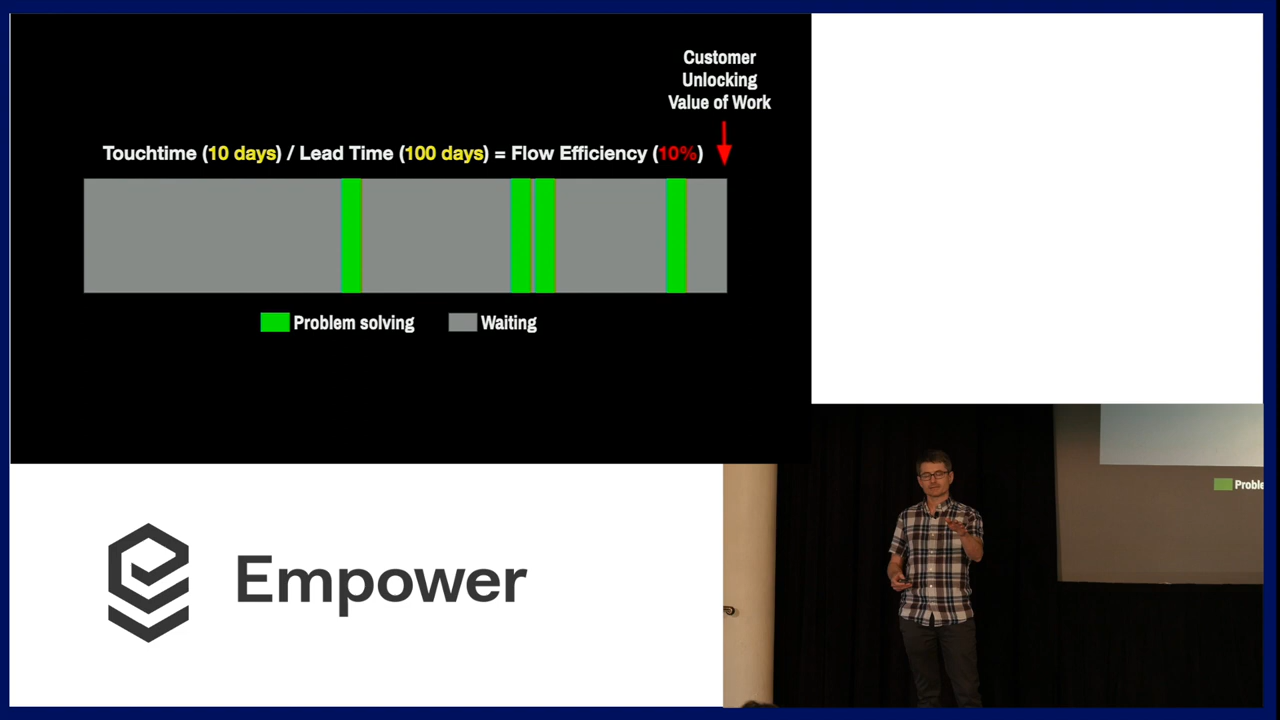 Customer
Unlocking
Value of Work
Touchtime (10 days) / Lead Time (100 days) = Flow Efficiency (10%)
Problem solving
Waiting
Proble
Empower